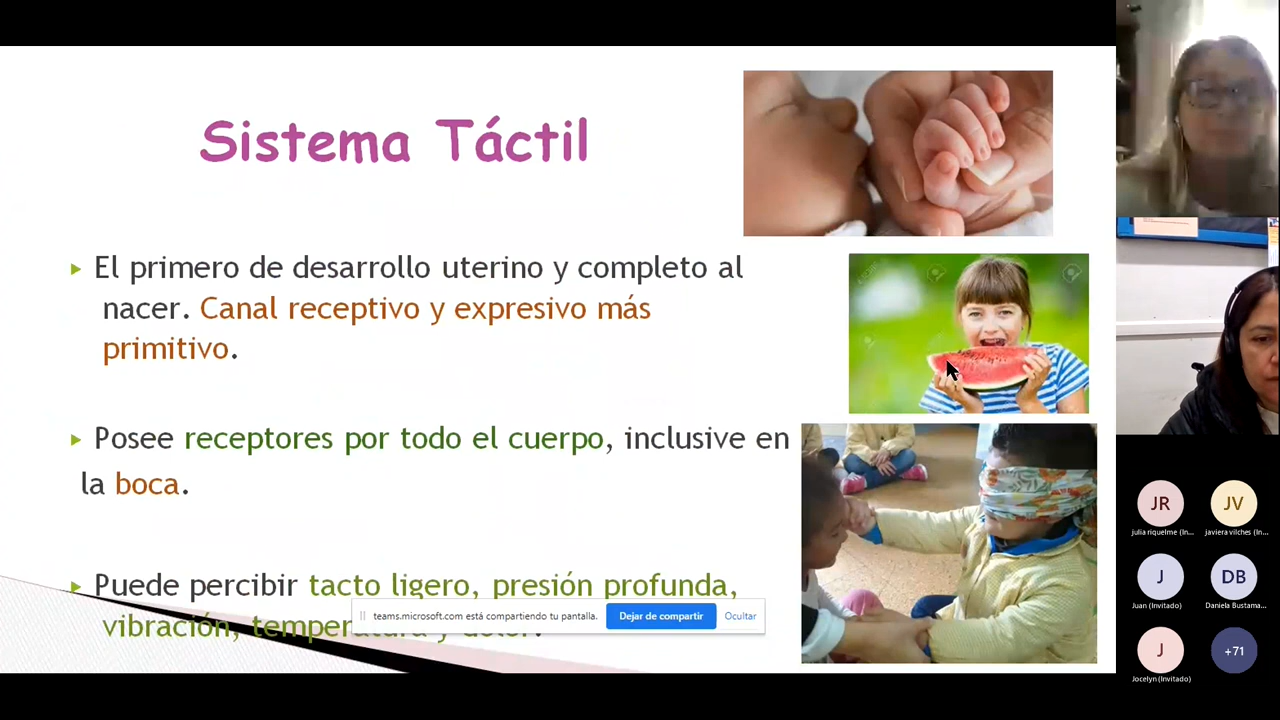 Sistema Táctil
El primero de desarrollo uterino y completo al
nacer. Canal receptivo y expresivo más
primitivo.
Posee receptores por todo el cuerpo, inclusive en
la boca.
Puede percibir tacto ligero, presión profunda,
vibración, temperatura y dolor.
teams.microsoft.com está compartiendo tu pantalla.
Dejar de compartir
Ocultar
JR
JV
julia riquelme (In...
javiera vilches (In...
J
DB
Juan (Invitado)
Daniela Bustama...
J
+71
Jocelyn (Invitado)